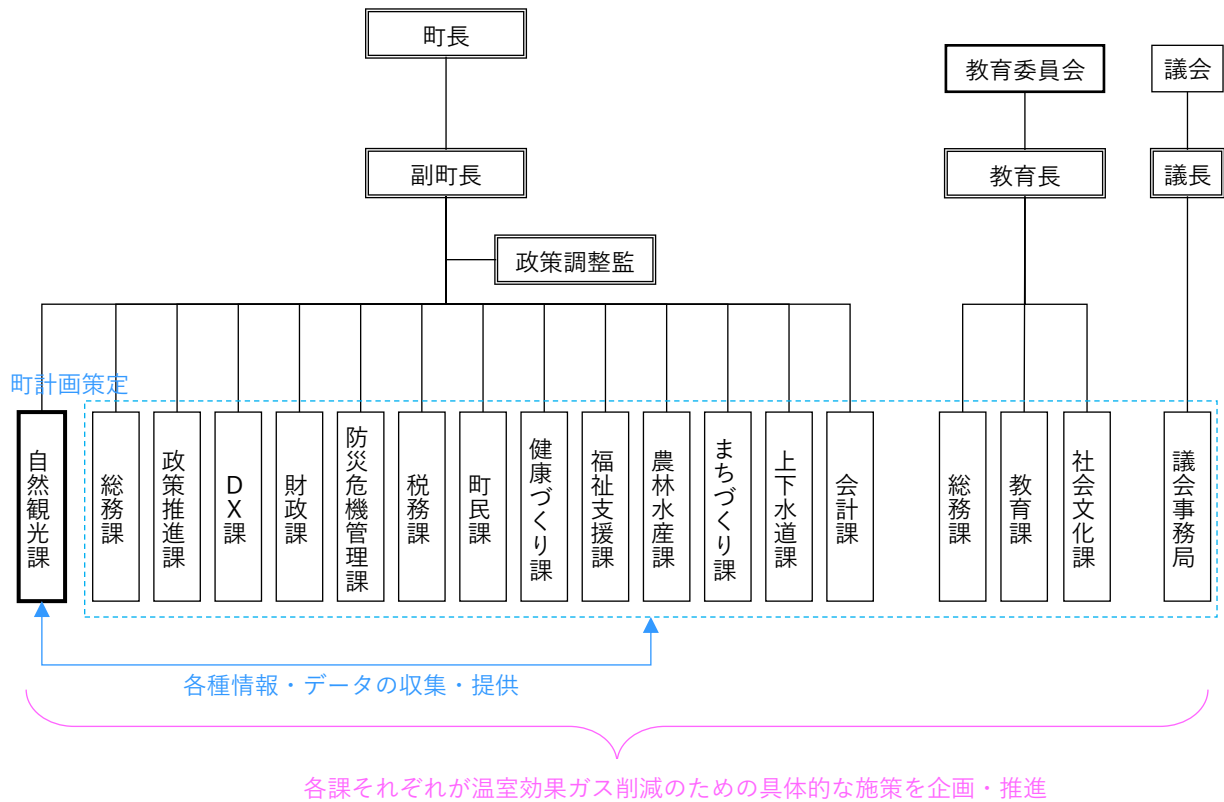 町長
教育委員会
議会
副町長
教育長
議長
政策調整監
町計画策定
自然観光課
総務課
政策推進課
DX課
財政課
防災危機管理課
税務課
町民課
健康づくり課
福祉支援課
農林水産課
まちづくり課
上下水道課
会計課
総務課
教育課
社会文化課
議会事務局
各種情報・データの収集・提供
各課それぞれが温室効果ガス削減のための具体的な施策を企画・推進